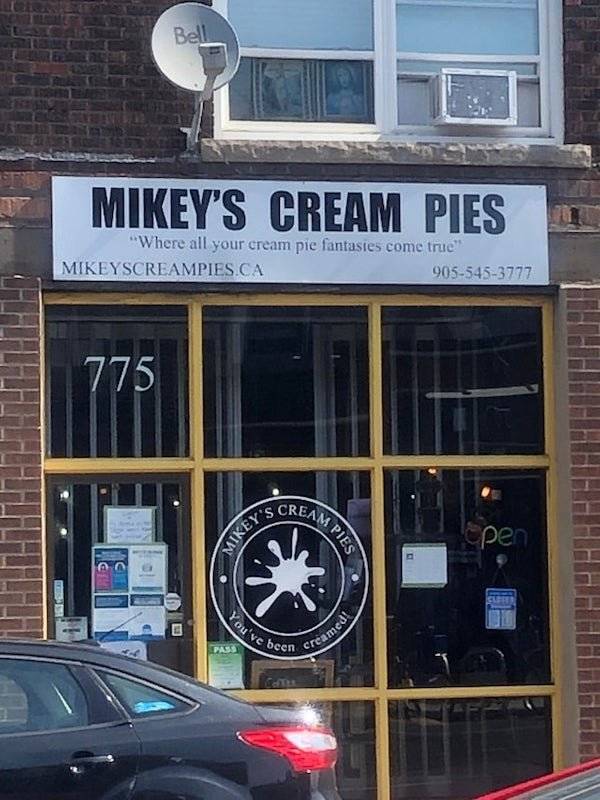 Bell
MIKEY'S CREAM PIES
"Where all your cream pie fantasies come true"
MIKEYSCREAMPIES.CA 905-545-3777
775
MIKEY'S CREAM PIES
You've been creamed!
open
CLOSED
PASS